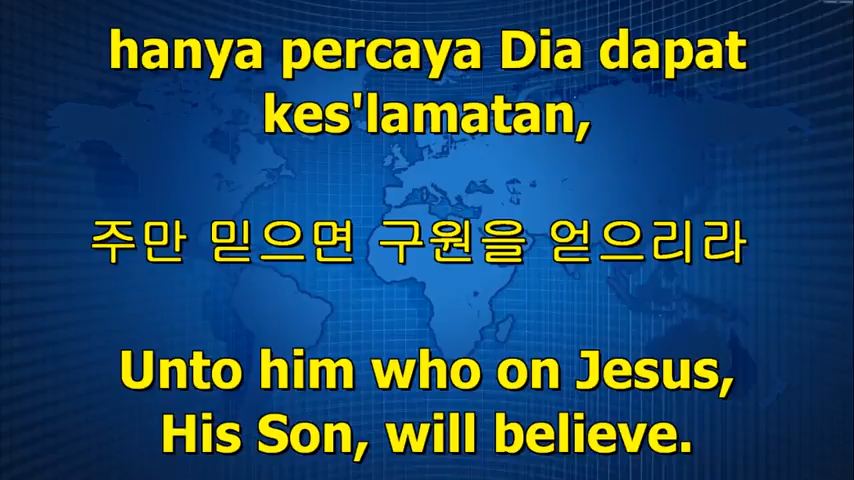 hanya percaya Dia dapat
kes'lamatan,
주만 믿으면 구원을 얻으리라
Unto him who on Jesus,
His Son, will believe.